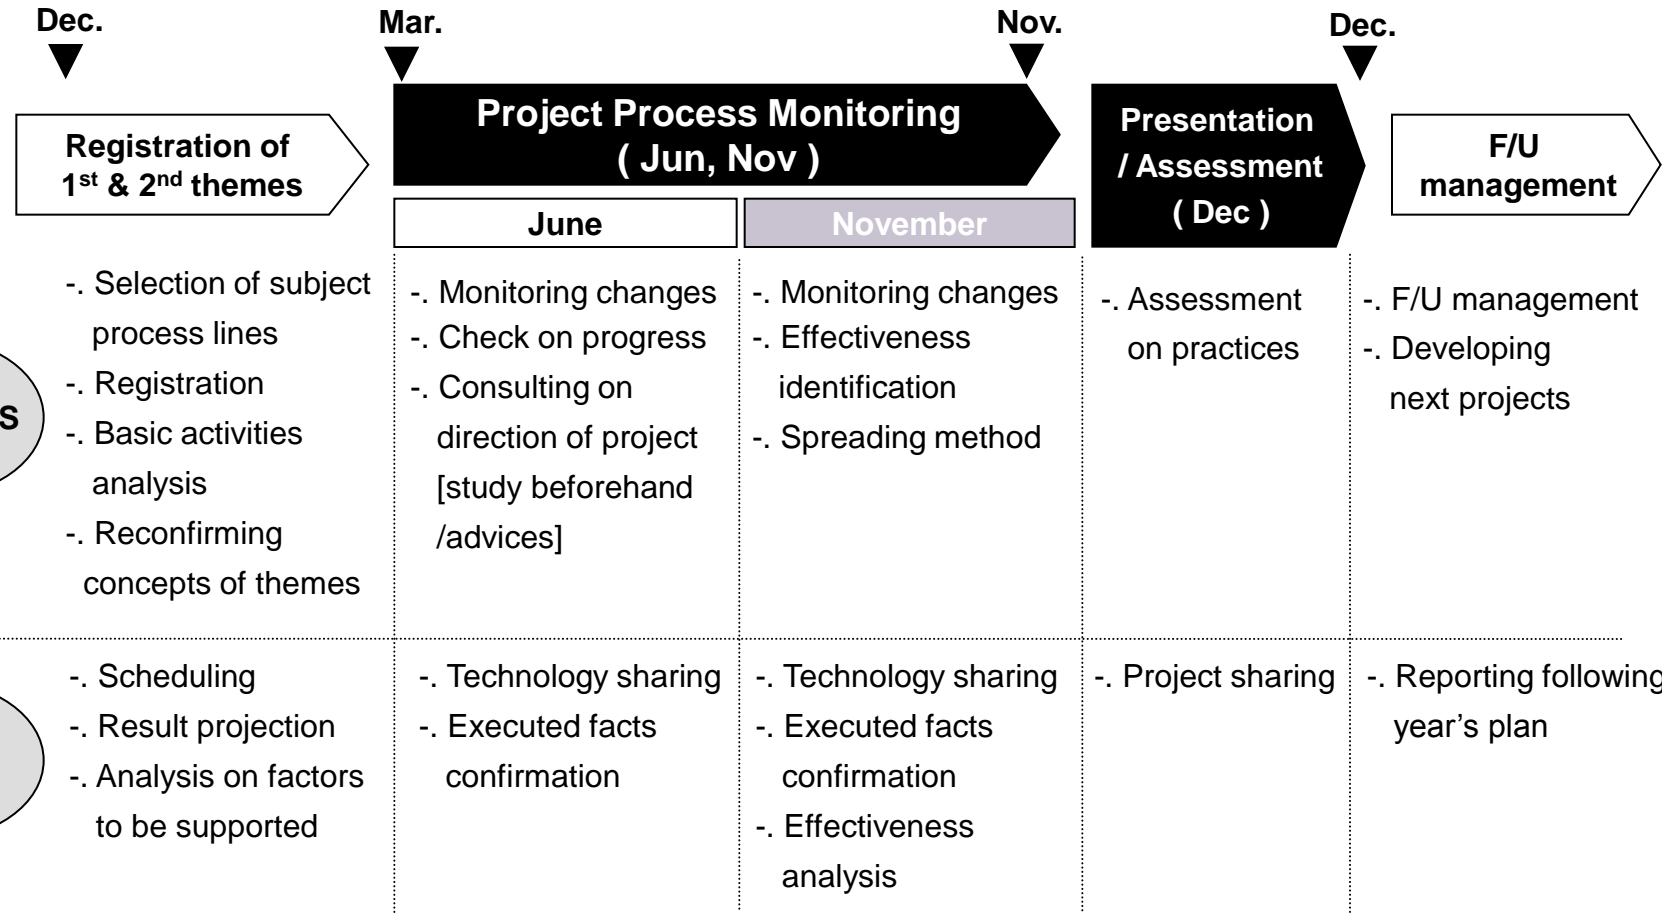 Dec.
Mar.
Nov.
Dec.
Registration of
1st & 2nd themes
Project Process Monitoring
( Jun, Nov )
Presentation
/ Assessment
( Dec )
F/U
management
June
November
-. Selection of subject
process lines
-. Registration
-. Basic activities
analysis
-. Reconfirming
concepts of themes
-. Monitoring changes
-. Check on progress
-. Consulting on
direction of project
[study beforehand
/advices]
-. Monitoring changes
-. Effectiveness
identification
-. Spreading method
-. Assessment
on practices
-. F/U management
-. Developing
next projects
S
-. Scheduling
-. Result projection
-. Analysis on factors
to be supported
-. Technology sharing
-. Executed facts
confirmation
-. Technology sharing
-. Executed facts
confirmation
-. Effectiveness
analysis
-. Project sharing
-. Reporting following
year’s plan